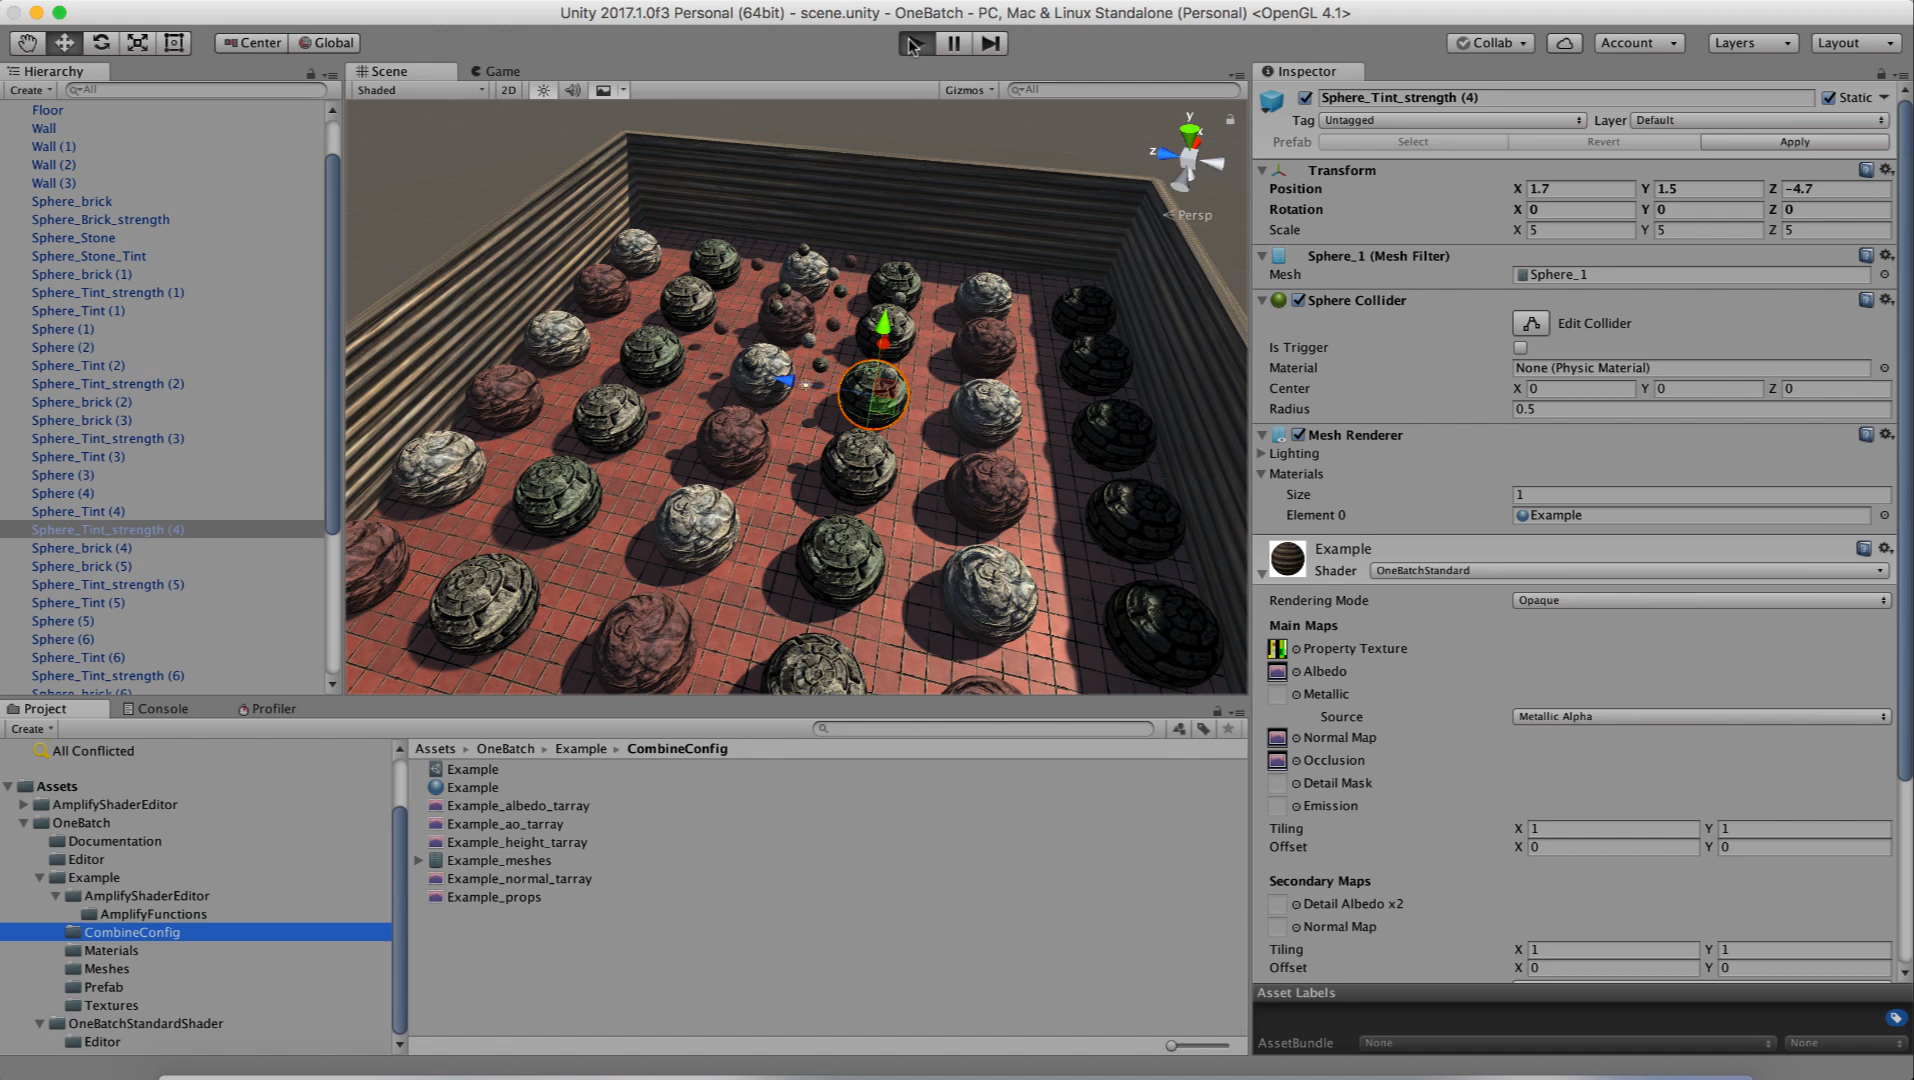 Unity 2017.1.0f3 Personal (64bit) - scene.unity - OneBatch - PC, Mac & Linux Standalone (Personal) <OpenGL 4.1>
Center Global Collab Account Layers Layout
Hierarchy
Create All
Floor
Wall
Wall (1)
Wall (2)
Wall (3)
Sphere_brick
Sphere_Brick_strength
Sphere_Stone
Sphere_Stone_Tint
Sphere_brick (1)
Sphere_Tint_strength (1)
Sphere_Tint (1)
Sphere (1)
Sphere (2)
Sphere_Tint (2)
Sphere_Tint_strength (2)
Sphere_brick (2)
Sphere_brick (3)
Sphere_Tint_strength (3)
Sphere_Tint (3)
Sphere (3)
Sphere (4)
Sphere_Tint (4)
Sphere_Tint_strength (4)
Sphere_brick (4)
Sphere_brick (5)
Sphere_Tint_strength (5)
Sphere_Tint (5)
Sphere (5)
Sphere (6)
Sphere_Tint (6)
Sphere_Tint_strength (6)
Sphere_brick (6)
Scene Game
Shaded 2D Gizmos All
y
x
z
Persp
Inspector
Sphere_Tint_strength (4) Static
Tag Untagged Layer Default
Prefab Select Revert Apply
Transform
Position X 1.7 Y 1.5 Z -4.7
Rotation X 0 Y 0 Z 0
Scale X 5 Y 5 Z 5
Sphere_1 (Mesh Filter)
Mesh Sphere_1
Sphere Collider
Edit Collider
Is Trigger
Material None (Physic Material)
Center X 0 Y 0 Z 0
Radius 0.5
Mesh Renderer
Lighting
Materials
Size 1
Element 0 Example
Example
Shader OneBatchStandard
Rendering Mode Opaque
Main Maps
Property Texture
Albedo
Metallic
Source Metallic Alpha
Normal Map
Occlusion
Detail Mask
Emission
Tiling X 1 Y 1
Offset X 0 Y 0
Secondary Maps
Detail Albedo x2
Normal Map
Tiling X 1 Y 1
Offset X 0 Y 0
Asset Labels
AssetBundle None None
Project Console Profiler
Create
All Conflicted
Assets
AmplifyShaderEditor
OneBatch
Documentation
Editor
Example
AmplifyShaderEditor
AmplifyFunctions
CombineConfig
Materials
Meshes
Prefab
Textures
OneBatchStandardShader
Editor
Assets OneBatch Example CombineConfig
Example
Example
Example_albedo_tarray
Example_ao_tarray
Example_height_tarray
Example_meshes
Example_normal_tarray
Example_props